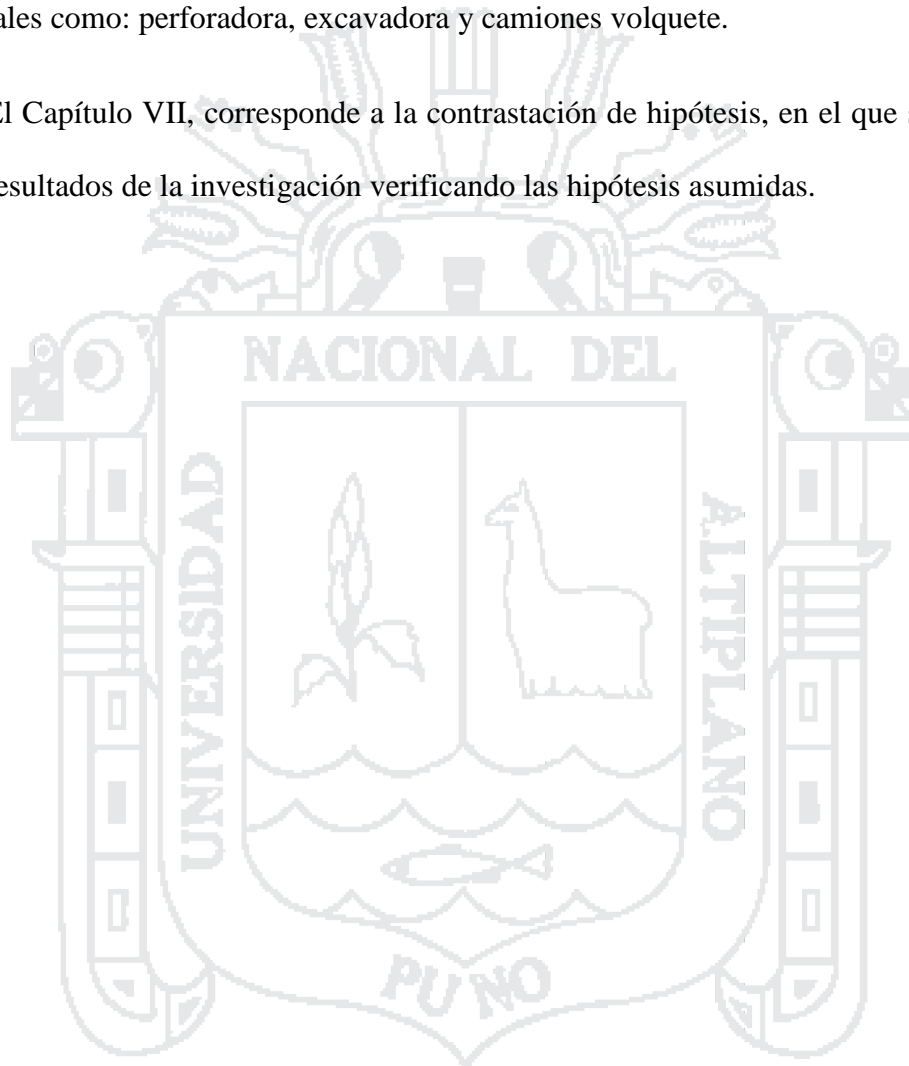 ales como: perforadora, excavadora y camiones volquete.
El Capítulo VII, corresponde a la contrastación de hipótesis, en el que
esultados de la investigación verificando las hipótesis asumidas.
NACIONAL DEL
UNIVERSIDAD
ALTIPLANO
PUNO